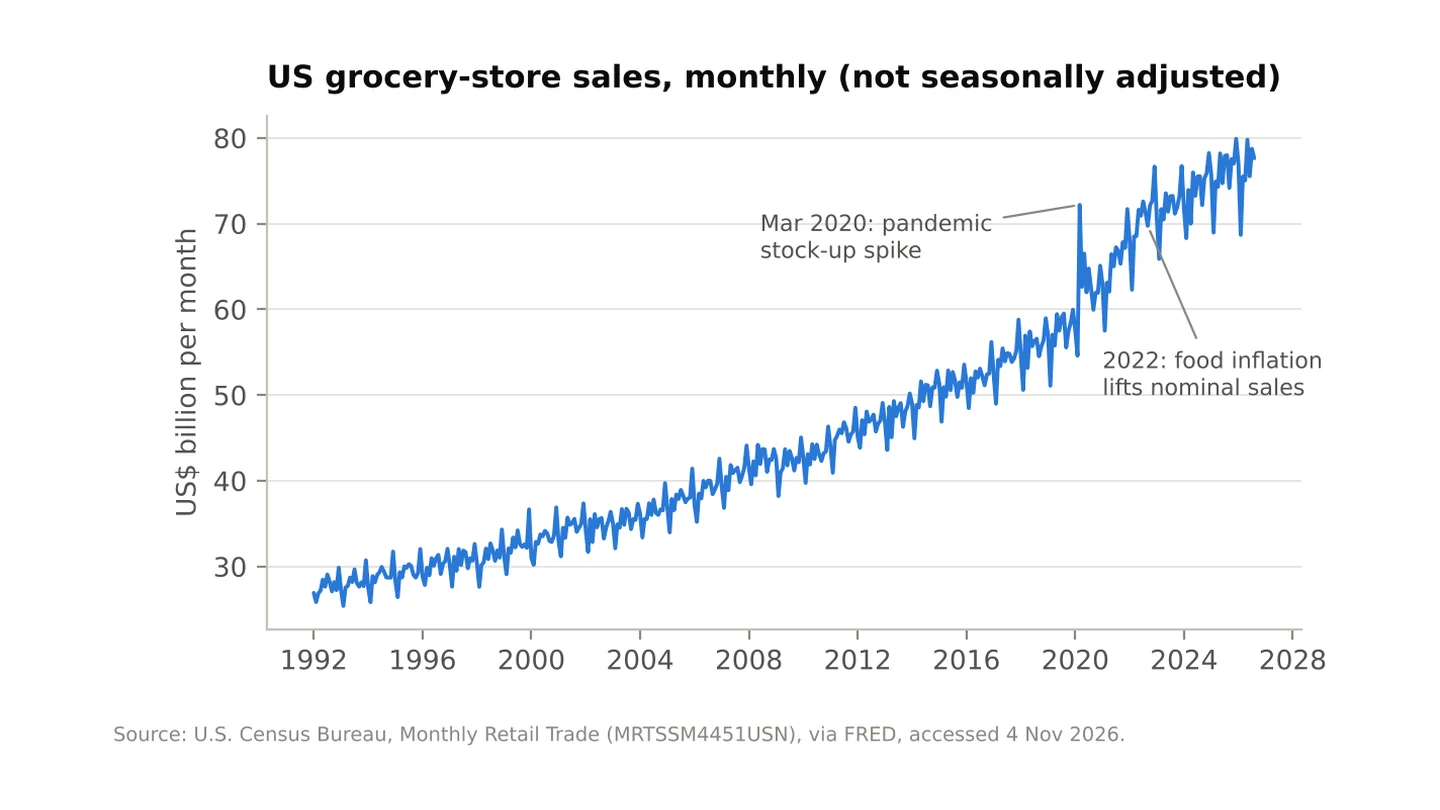 US grocery-store sales, monthly (not seasonally adjusted)
US$ billion per month
80
70
60
50
40
30
Mar 2020: pandemic
stock-up spike
2022: food inflation
lifts nominal sales
1992 1996 2000 2004 2008 2012 2016 2020 2024 2028
Source: U.S. Census Bureau, Monthly Retail Trade (MRTSSM4451USN), via FRED, accessed 4 Nov 2026.